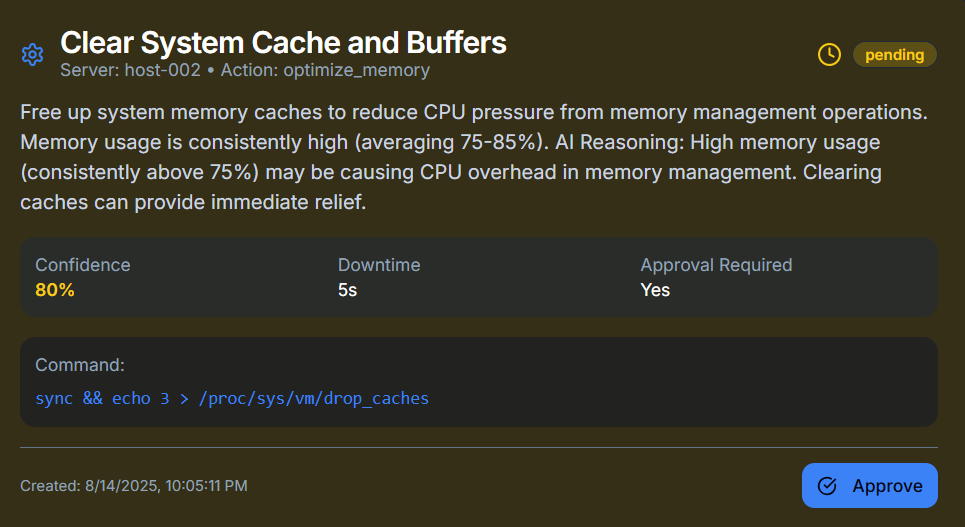 Clear System Cache and Buffers
Server: host-002 • Action: optimize_memory
pending
Free up system memory caches to reduce CPU pressure from memory management operations.
Memory usage is consistently high (averaging 75-85%). AI Reasoning: High memory usage
(consistently above 75%) may be causing CPU overhead in memory management. Clearing
caches can provide immediate relief.
Confidence
80%
Downtime
5s
Approval Required
Yes
Command:
sync && echo 3 > /proc/sys/vm/drop_caches
Created: 8/14/2025, 10:05:11 PM
Approve